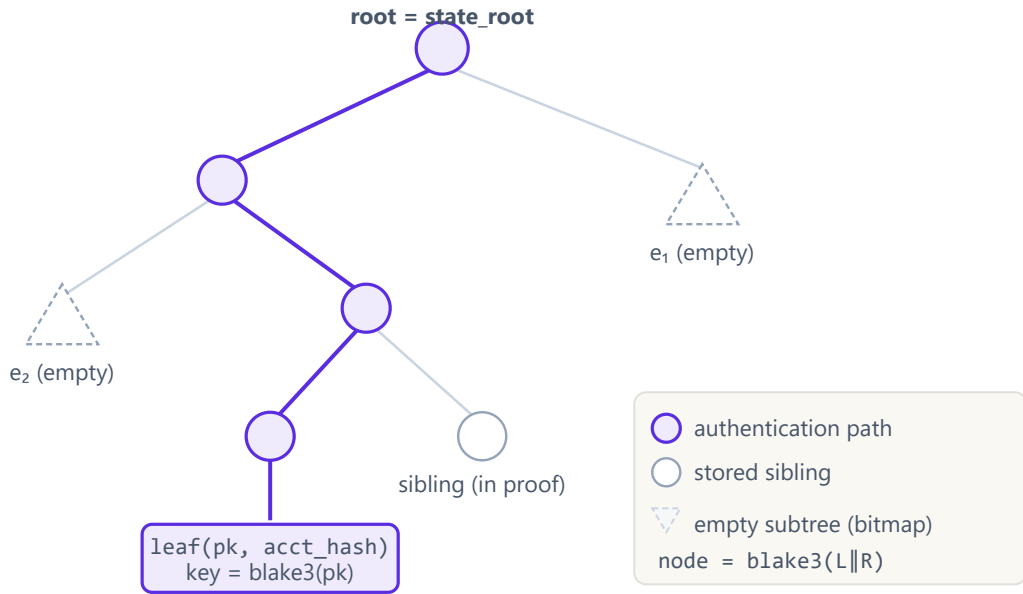 root = state_root
e₁ (empty)
e₂ (empty)
sibling (in proof)
leaf(pk, acct_hash)
key = blake3(pk)
authentication path
stored sibling
empty subtree (bitmap)
node = blake3(L‖R)